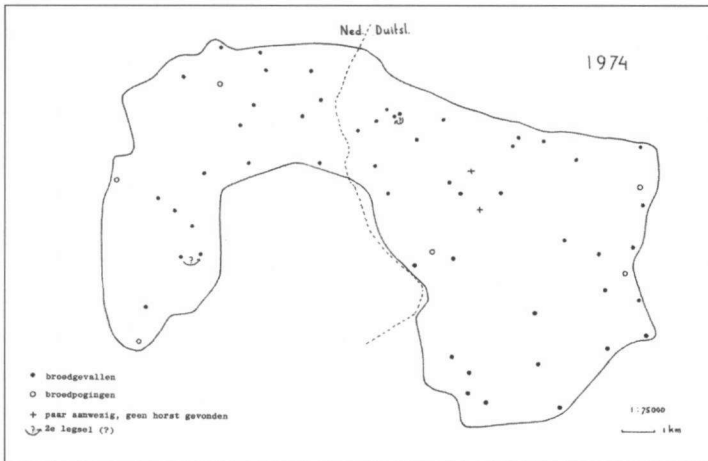 Ned. Duitsl.
1974
?
• broedgevallen
○ broedpogingen
+ paar aanwezig, geen horst gevonden
? 2e legsel (?)
1:75000
1 km